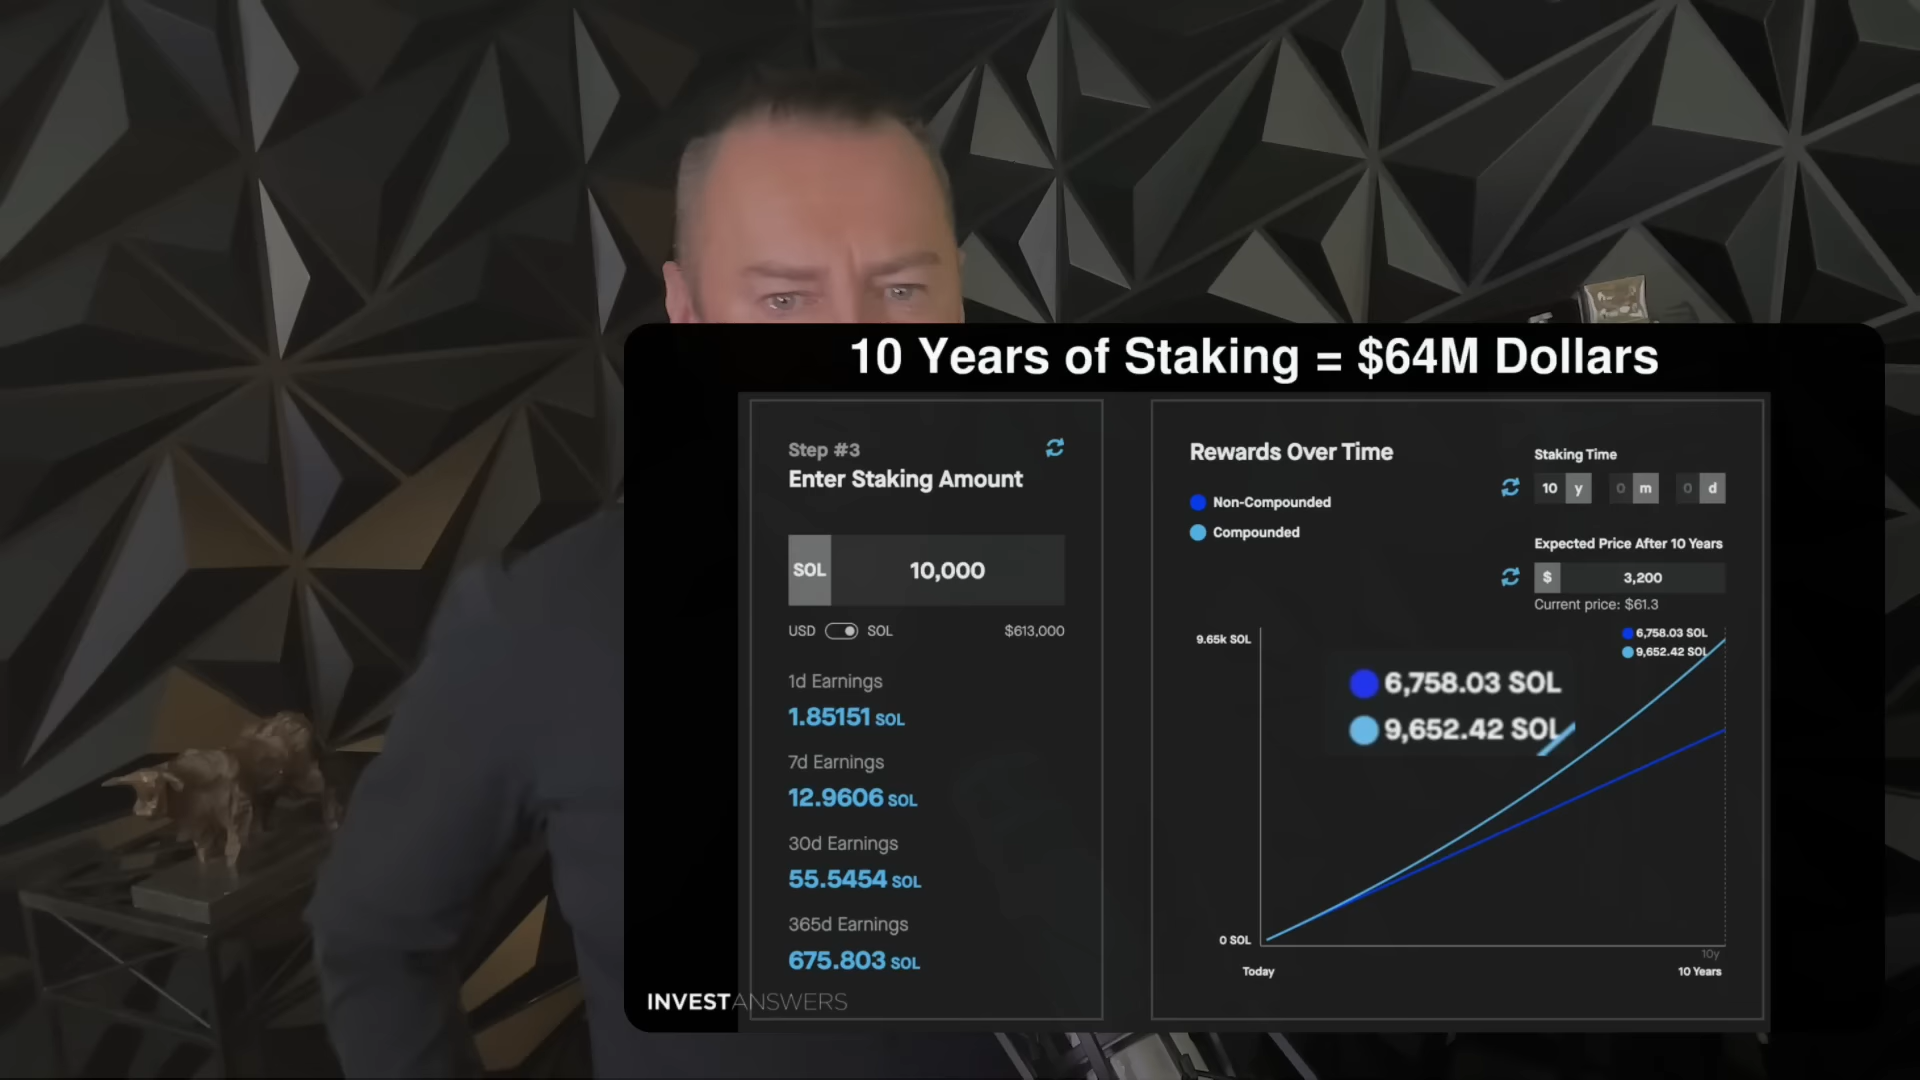 10 Years of Staking = $64M Dollars
Step #3
Enter Staking Amount
SOL 10,000
USD SOL $613,000
1d Earnings
1.85151 SOL
7d Earnings
12.9606 SOL
30d Earnings
55.5454 SOL
365d Earnings
675.803 SOL
Rewards Over Time
Non-Compounded
Compounded
Staking Time
10 y 0 m 0 d
Expected Price After 10 Years
$ 3,200
Current price: $61.3
9.65k SOL
6,758.03 SOL
9,652.42 SOL
6,758.03 SOL
9,652.42 SOL
0 SOL
10y
Today
10 Years
INVESTANSWERS